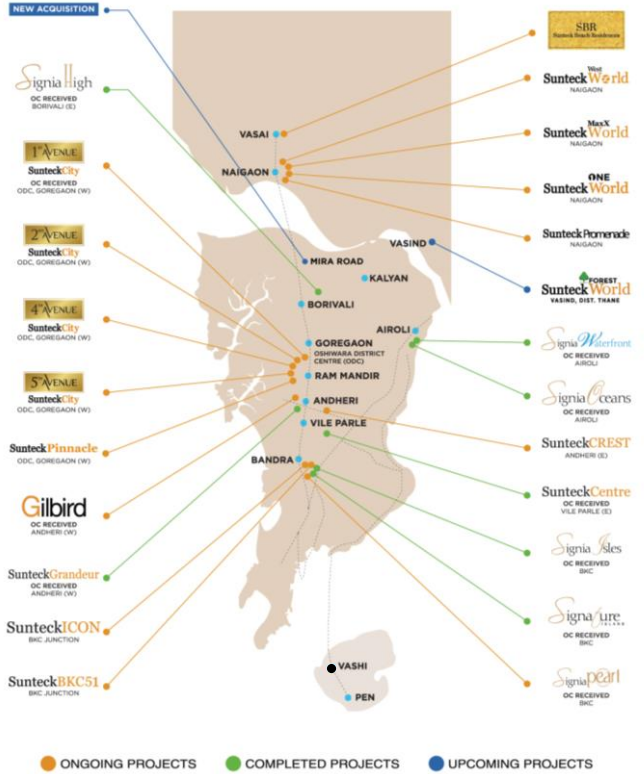 NEW ACQUISITION
Signia High
OC RECEIVED
BORIVALI (E)
1ST AVENUE
SunteckCity
OC RECEIVED
ODC, GOREGAON (W)
2ND AVENUE
SunteckCity
ODC, GOREGAON (W)
4TH AVENUE
SunteckCity
ODC, GOREGAON (W)
5TH AVENUE
SunteckCity
ODC, GOREGAON (W)
SunteckPinnacle
ODC, GOREGAON (W)
Gilbird
OC RECEIVED
ANDHERI (W)
SunteckGrandeur
OC RECEIVED
ANDHERI (W)
SunteckICON
BKC JUNCTION
SunteckBKC51
BKC JUNCTION
VASAI
NAIGAON
VASIND
MIRA ROAD
KALYAN
BORIVALI
AIROLI
GOREGAON
OSHIWARA DISTRICT
CENTRE (ODC)
RAM MANDIR
ANDHERI
VILE PARLE
BANDRA
VASHI
PEN
SBR
Sunteck Beach Residences
West
Sunteck World
NAIGAON
MaxX
Sunteck World
NAIGAON
ONE
Sunteck World
NAIGAON
Sunteck Promenade
NAIGAON
FOREST
Sunteck World
VASIND, DIST. THANE
Signia Waterfront
OC RECEIVED
AIROLI
Signia Oceans
OC RECEIVED
AIROLI
SunteckCREST
ANDHERI (E)
SunteckCentre
OC RECEIVED
VILE PARLE (E)
Signia Isles
OC RECEIVED
BKC
Signature
ISLAND
OC RECEIVED
BKC
Signia pearl
OC RECEIVED
BKC
ONGOING PROJECTS
COMPLETED PROJECTS
UPCOMING PROJECTS